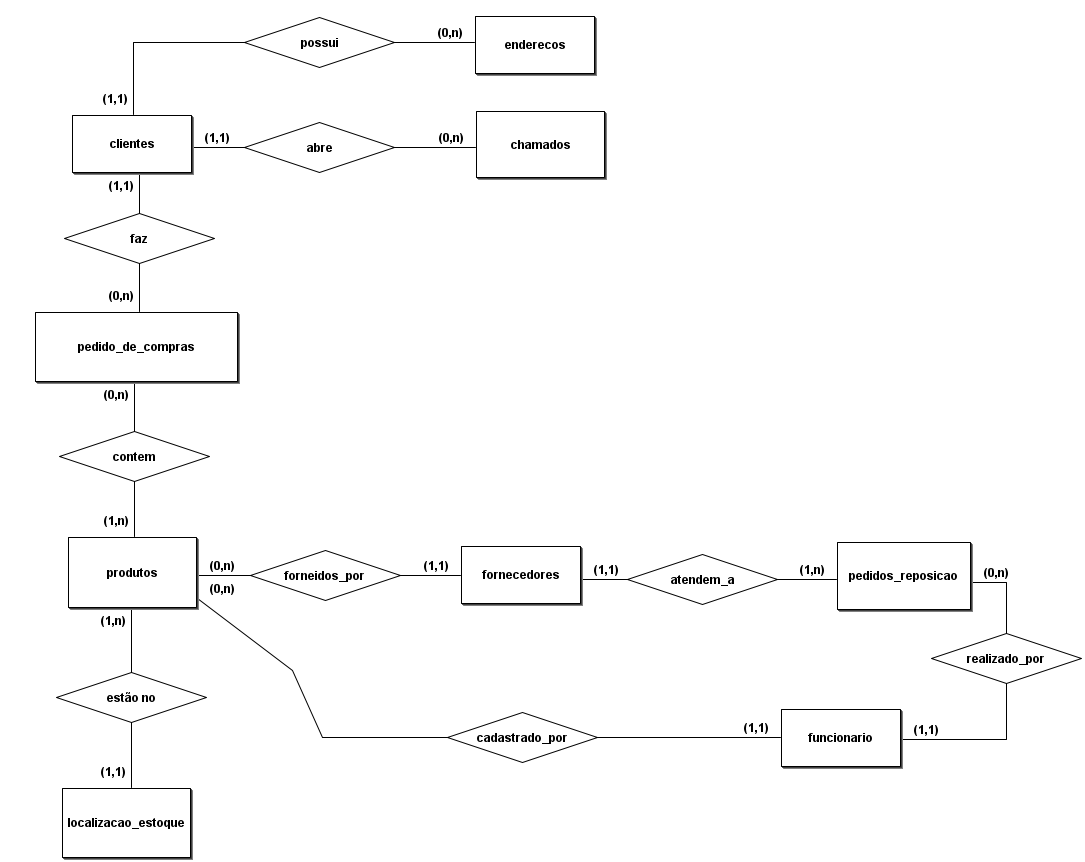 possui
(0,n)
enderecos
(1,1)
clientes
(1,1)
abre
(0,n)
chamados
(1,1)
faz
(0,n)
pedido_de_compras
(0,n)
contem
(1,n)
produtos
(0,n)
forneidos_por
(1,1)
fornecedores
(1,1)
atendem_a
(1,n)
pedidos_reposicao
(0,n)
(0,n)
(1,n)
realizado_por
estão no
cadastrado_por
(1,1)
funcionario
(1,1)
(1,1)
localizacao_estoque